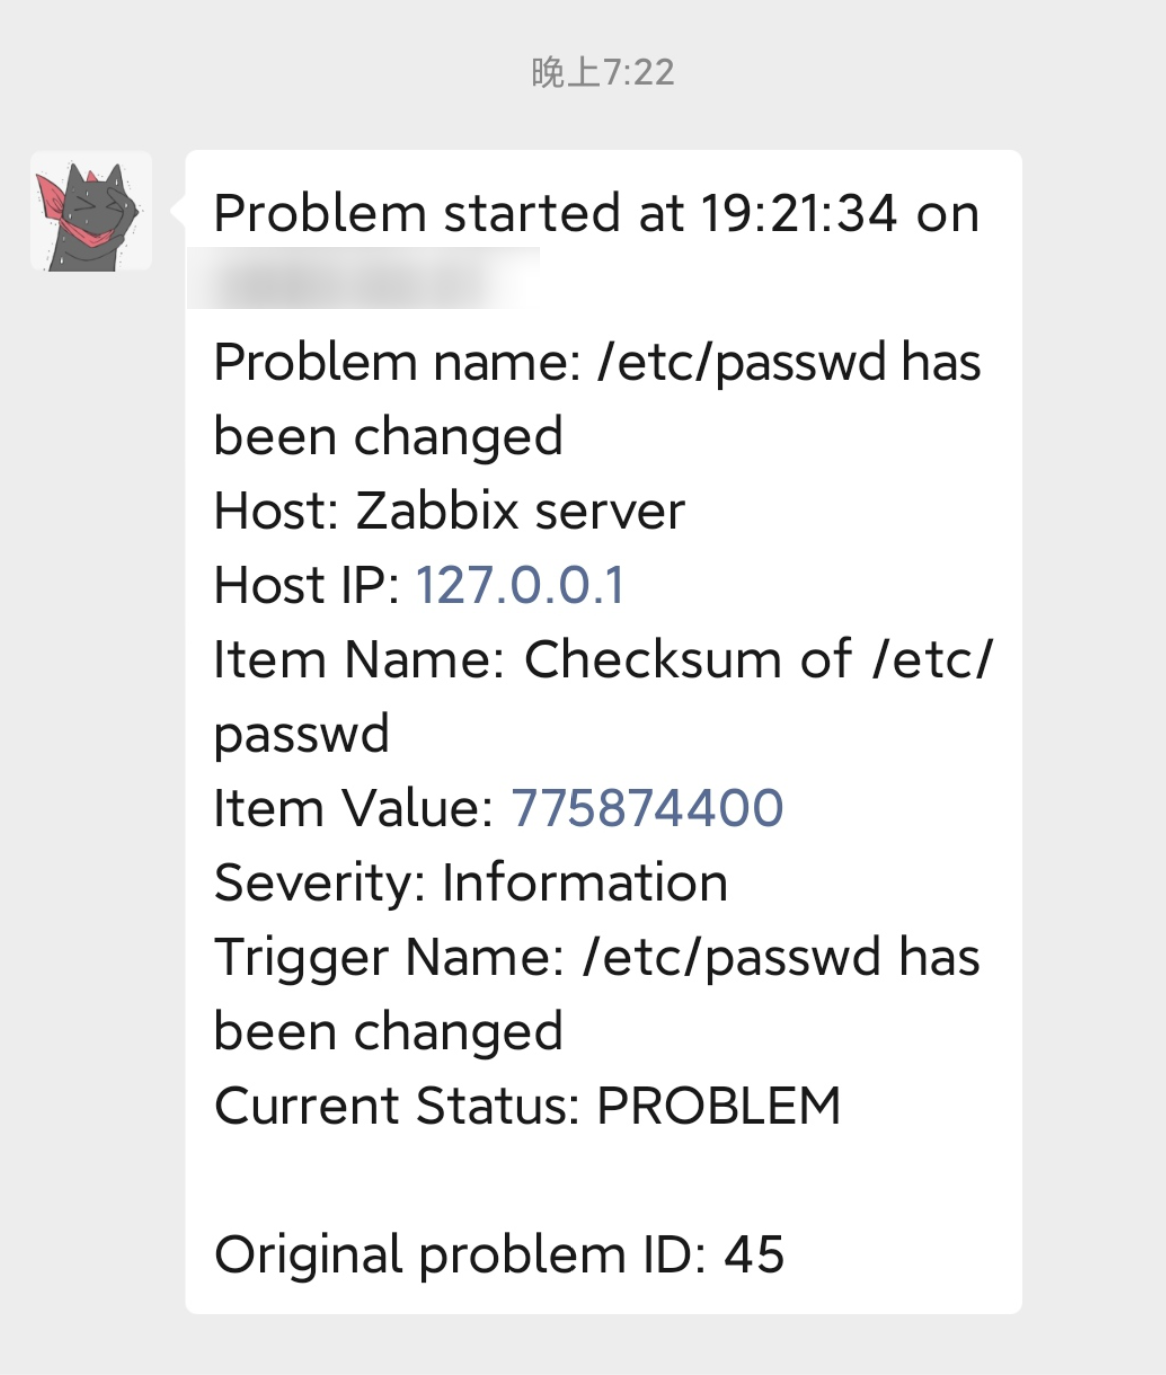 晚上7:22
Problem started at 19:21:34 on
Problem name: /etc/passwd has
been changed
Host: Zabbix server
Host IP: 127.0.0.1
Item Name: Checksum of /etc/
passwd
Item Value: 775874400
Severity: Information
Trigger Name: /etc/passwd has
been changed
Current Status: PROBLEM
Original problem ID: 45